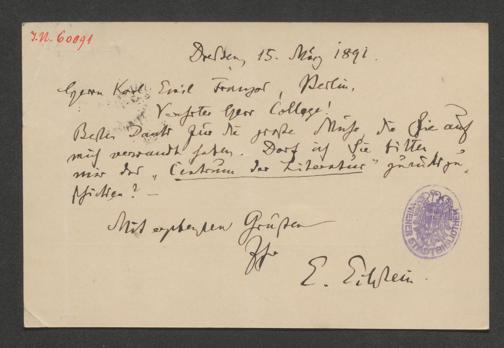 J.N. 60091
Dresden, 15. März 1891.
Herrn Karl Emil Franzos, Berlin.
Verehrter Herr College!
Besten Dank für die große Mühe, die Sie auf
mich verwandt haben. Darf ich Sie bitten
mir das "Centrum der Literatur" zurückzu
schicken? —
Mit ergebensten Grüßen
Ihr
E. Eckstein.
WIENER STADTBIBLIOTHEK